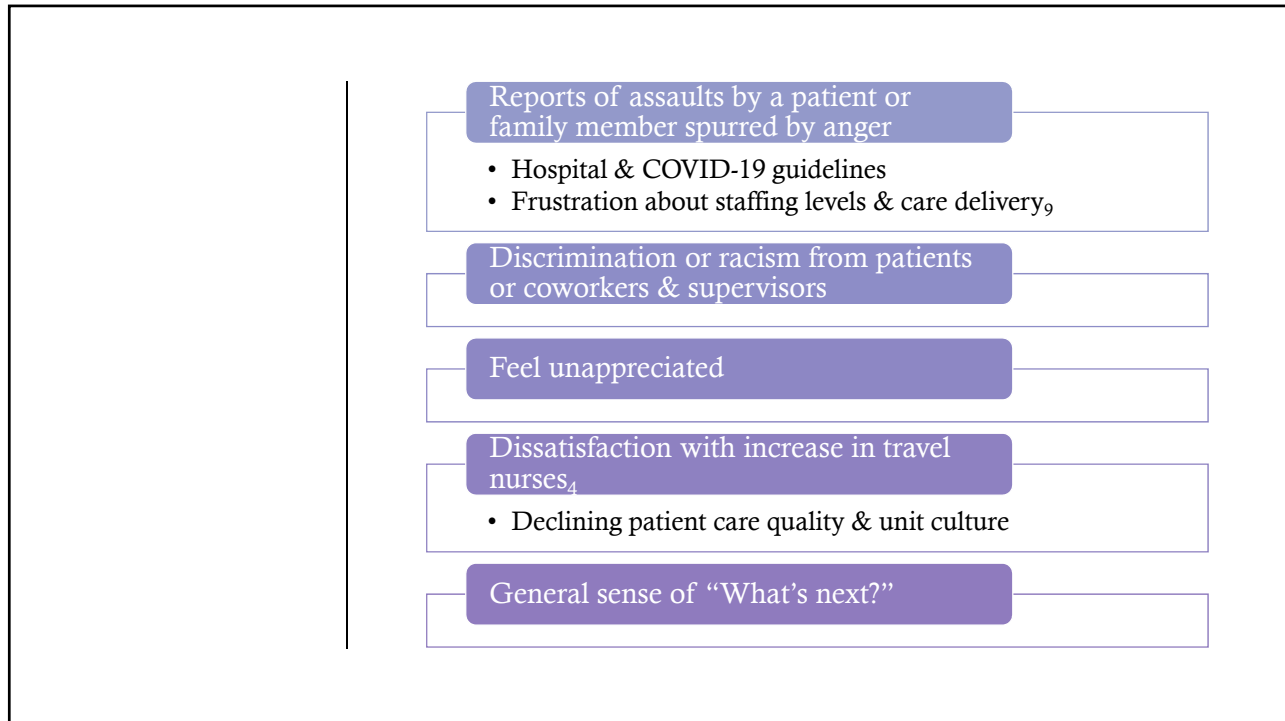 Reports of assaults by a patient or
family member spurred by anger
• Hospital & COVID-19 guidelines
• Frustration about staffing levels & care delivery₉
Discrimination or racism from patients
or coworkers & supervisors
Feel unappreciated
Dissatisfaction with increase in travel
nurses₄
• Declining patient care quality & unit culture
General sense of “What’s next?”